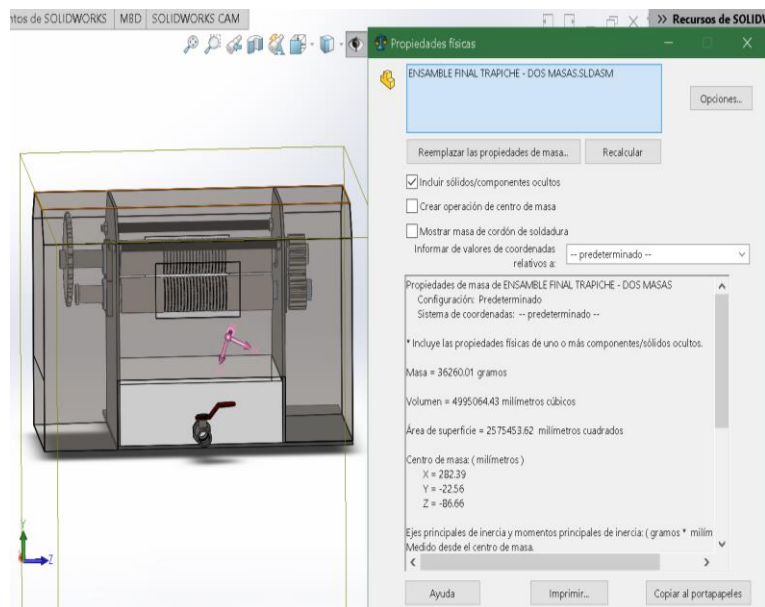 ntos de SOLIDWORKS MBD SOLIDWORKS CAM
>> Recursos de SOLIDW
Propiedades físicas
ENSAMBLE FINAL TRAPICHE - DOS MASAS.SLDASM
Opciones...
Reemplazar las propiedades de masa... Recalcular
Incluir sólidos/componentes ocultos
Crear operación de centro de masa
Mostrar masa de cordón de soldadura
Informar de valores de coordenadas
relativos a: -- predeterminado --
Propiedades de masa de ENSAMBLE FINAL TRAPICHE - DOS MASAS
Configuración: Predeterminado
Sistema de coordenadas: -- predeterminado --
* Incluye las propiedades físicas de uno o más componentes/sólidos ocultos.
Masa = 36260.01 gramos
Volumen = 4995064.43 milímetros cúbicos
Área de superficie = 2575453.62 milímetros cuadrados
Centro de masa: ( milímetros )
X = 282.39
Y = -22.56
Z = -86.66
Ejes principales de inercia y momentos principales de inercia: ( gramos * milím
Medido desde el centro de masa.
Ayuda Imprimir... Copiar al portapapeles
Y
Z